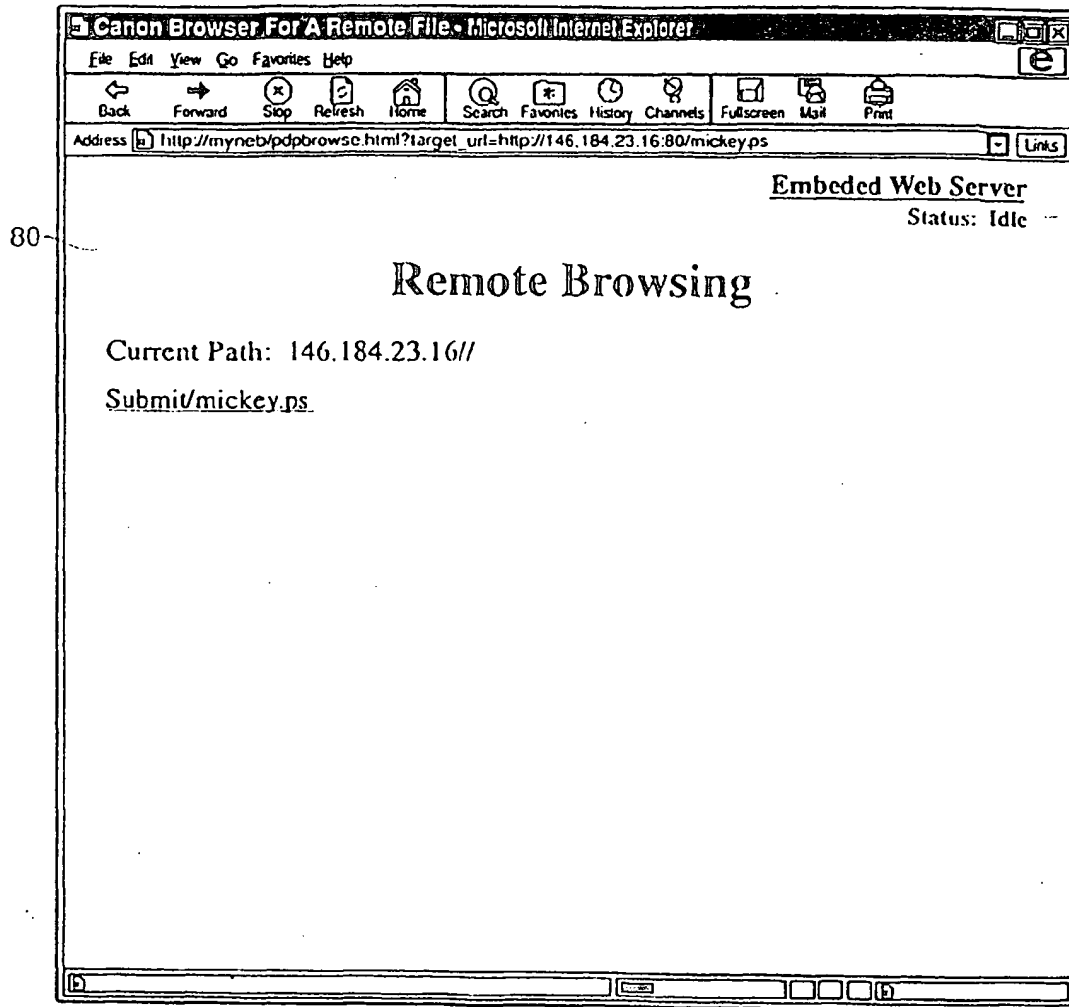 Canon Browser For A Remote File - Microsoft Internet Explorer
File Edit View Go Favorites Help
Back Forward Stop Refresh Home Search Favorites History Channels Fullscreen Mail Print
Address http://myneb/pdpbrowse.html?target_url=http://146.184.23.16:80/mickey.ps Links
Embeded Web Server
Status: Idle
80
Remote Browsing
Current Path: 146.184.23.16//
Submit/mickey.ps